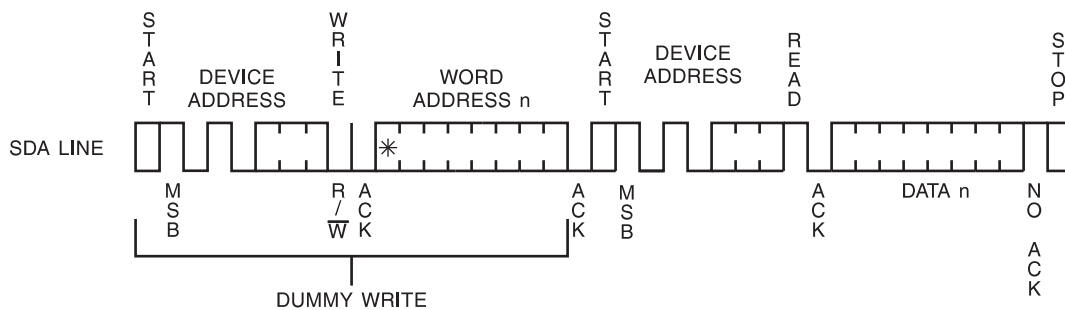 START
DEVICE
ADDRESS
WRITE
WORD
ADDRESS n
START
DEVICE
ADDRESS
READ
STOP
SDA LINE
*
MSB
R/W̅
ACK
ACK
MSB
ACK
DATA n
NO ACK
DUMMY WRITE